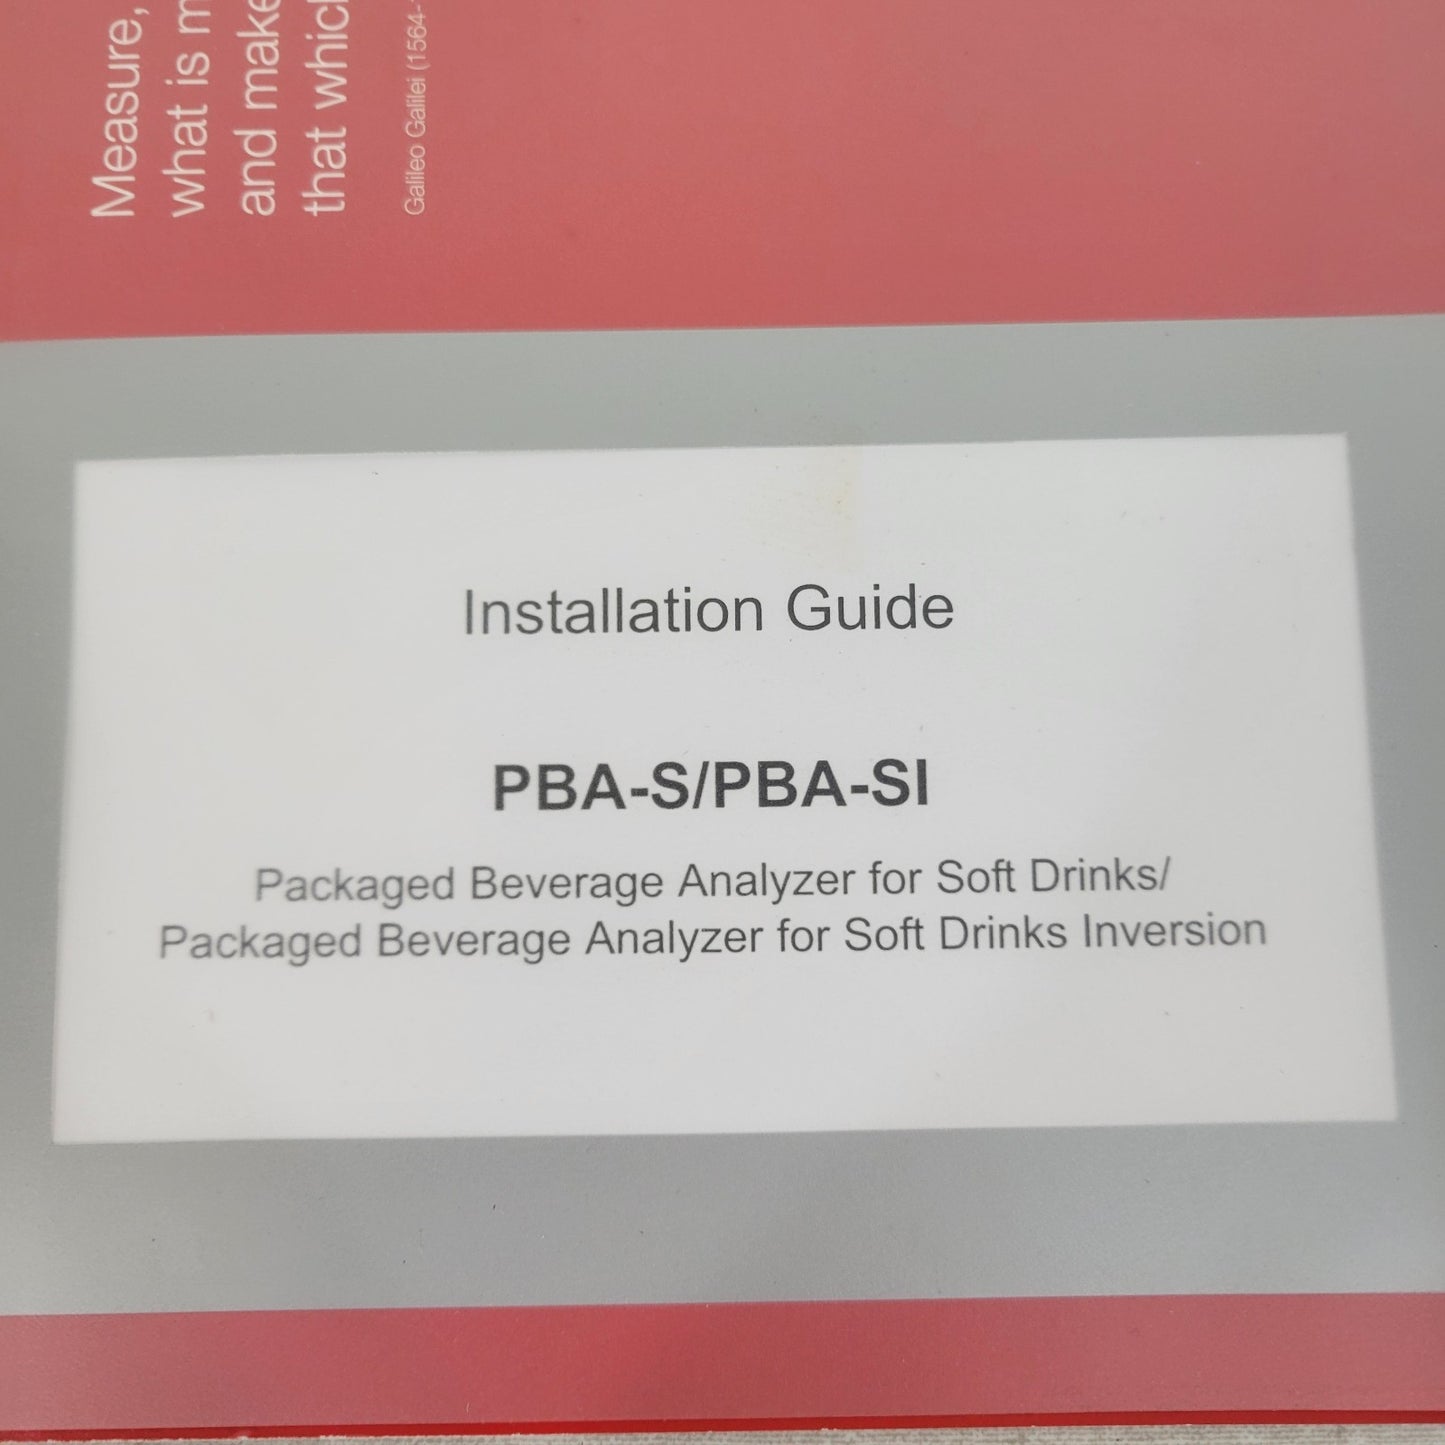 Measure,
what is
and make
that which
Galileo Galilei (1564-
Installation Guide
PBA-S/PBA-SI
Packaged Beverage Analyzer for Soft Drinks/
Packaged Beverage Analyzer for Soft Drinks Inversion